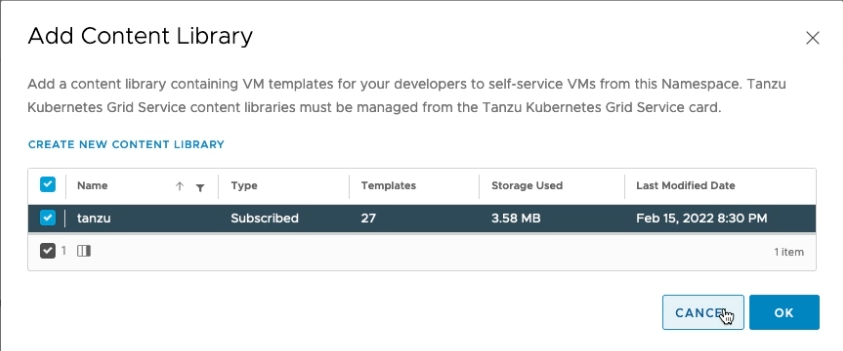 Add Content Library
Add a content library containing VM templates for your developers to self-service VMs from this Namespace. Tanzu
Kubernetes Grid Service content libraries must be managed from the Tanzu Kubernetes Grid Service card.
CREATE NEW CONTENT LIBRARY
Name Type Templates Storage Used Last Modified Date
tanzu Subscribed 27 3.58 MB Feb 15, 2022 8:30 PM
1 1 item
CANCEL OK